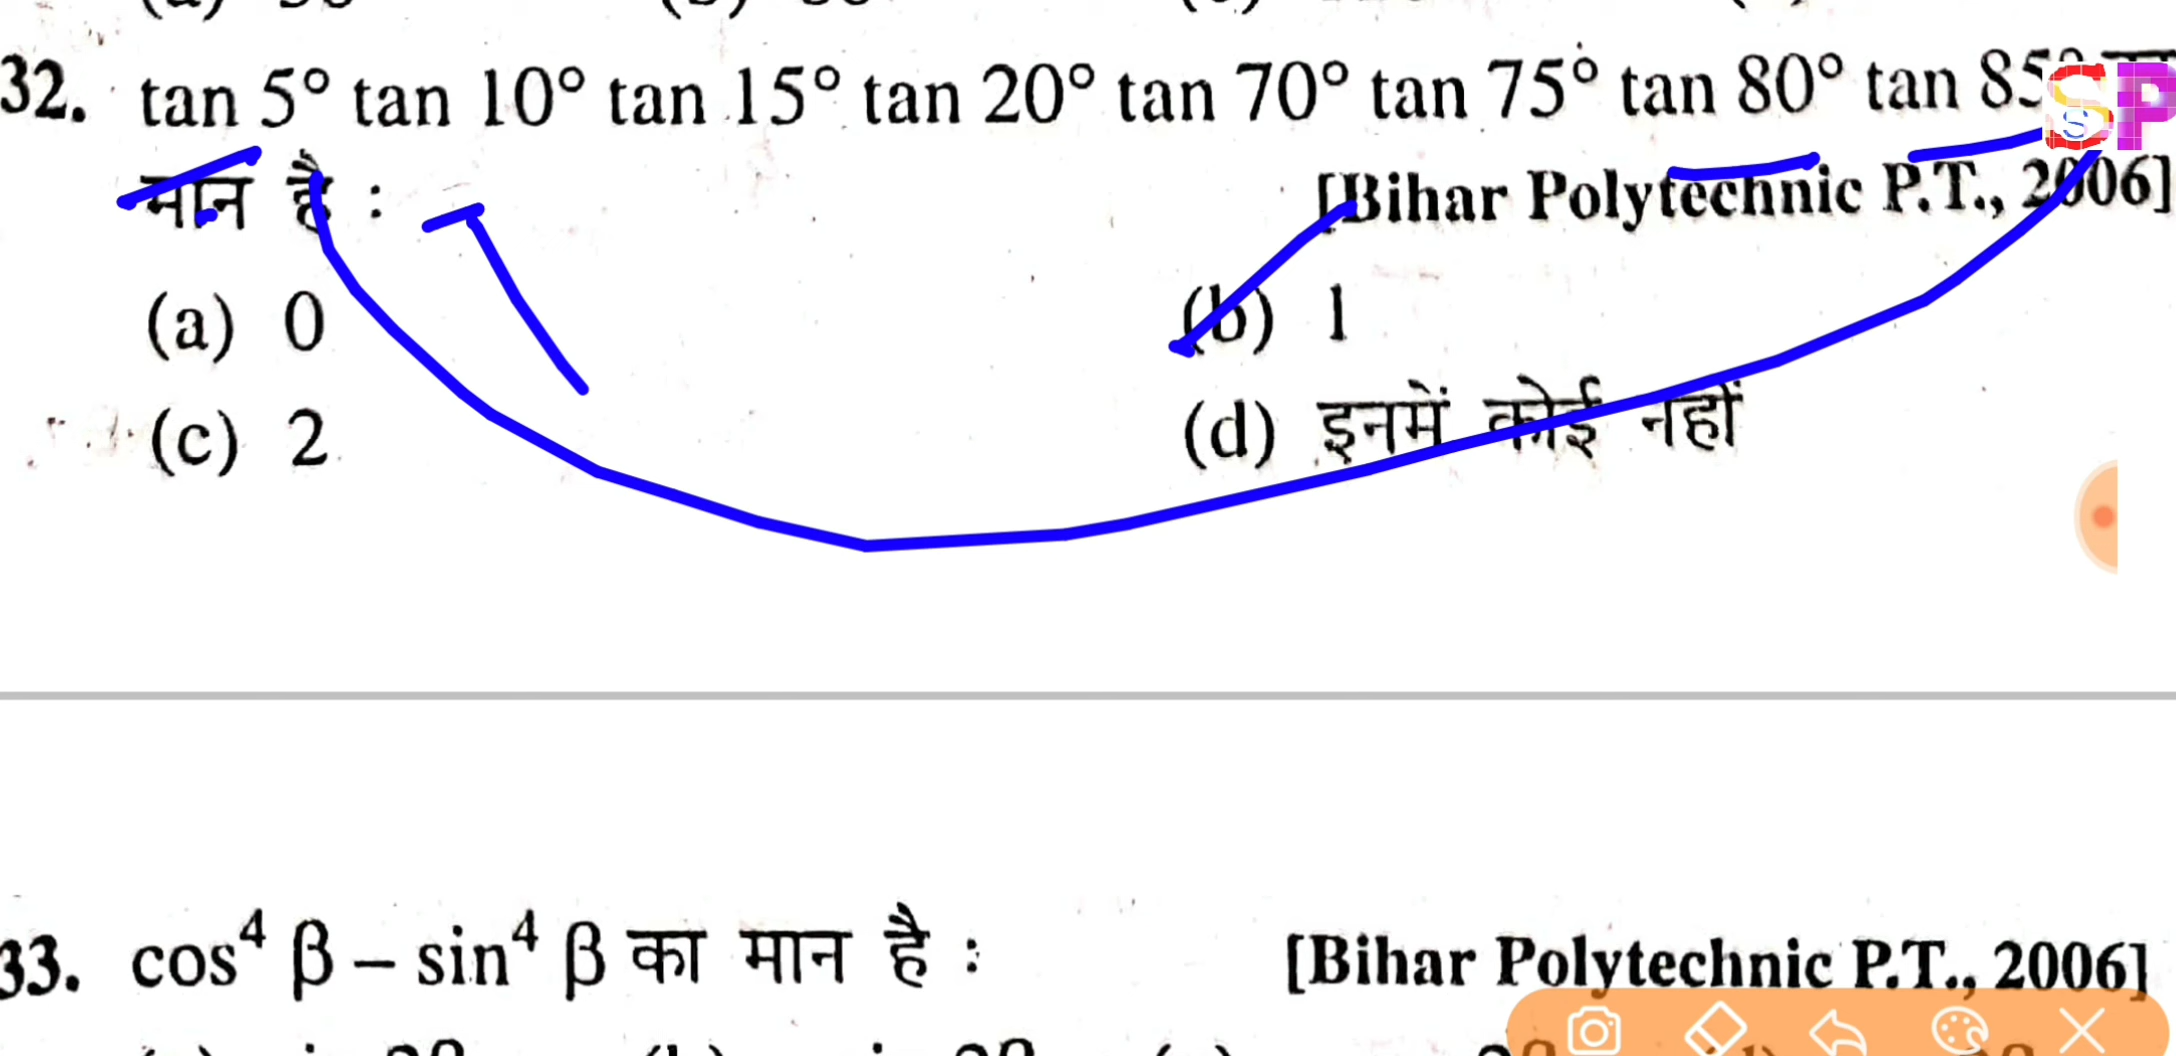 32. tan 5° tan 10° tan 15° tan 20° tan 70° tan 75° tan 80° tan 85°
मान है : [Bihar Polytechnic P.T., 2006]
(a) 0 (b) 1
(c) 2 (d) इनमें कोई नहीं
33. cos⁴ β – sin⁴ β का मान है : [Bihar Polytechnic P.T., 2006]
SP